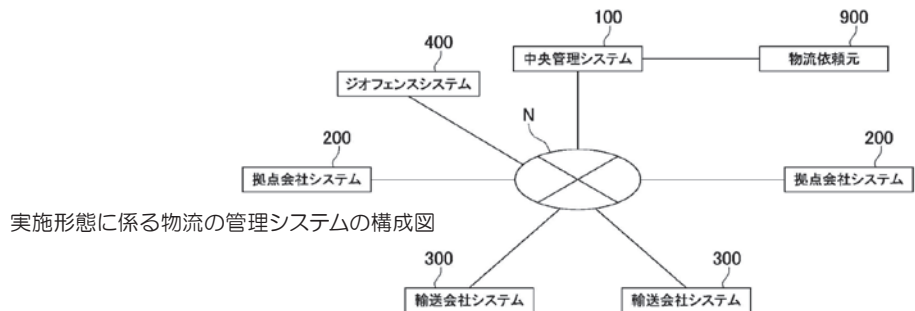 100
900
400
中央管理システム
物流依頼元
ジオフェンスシステム
N
200
200
拠点会社システム
拠点会社システム
実施形態に係る物流の管理システムの構成図
300
300
輸送会社システム
輸送会社システム